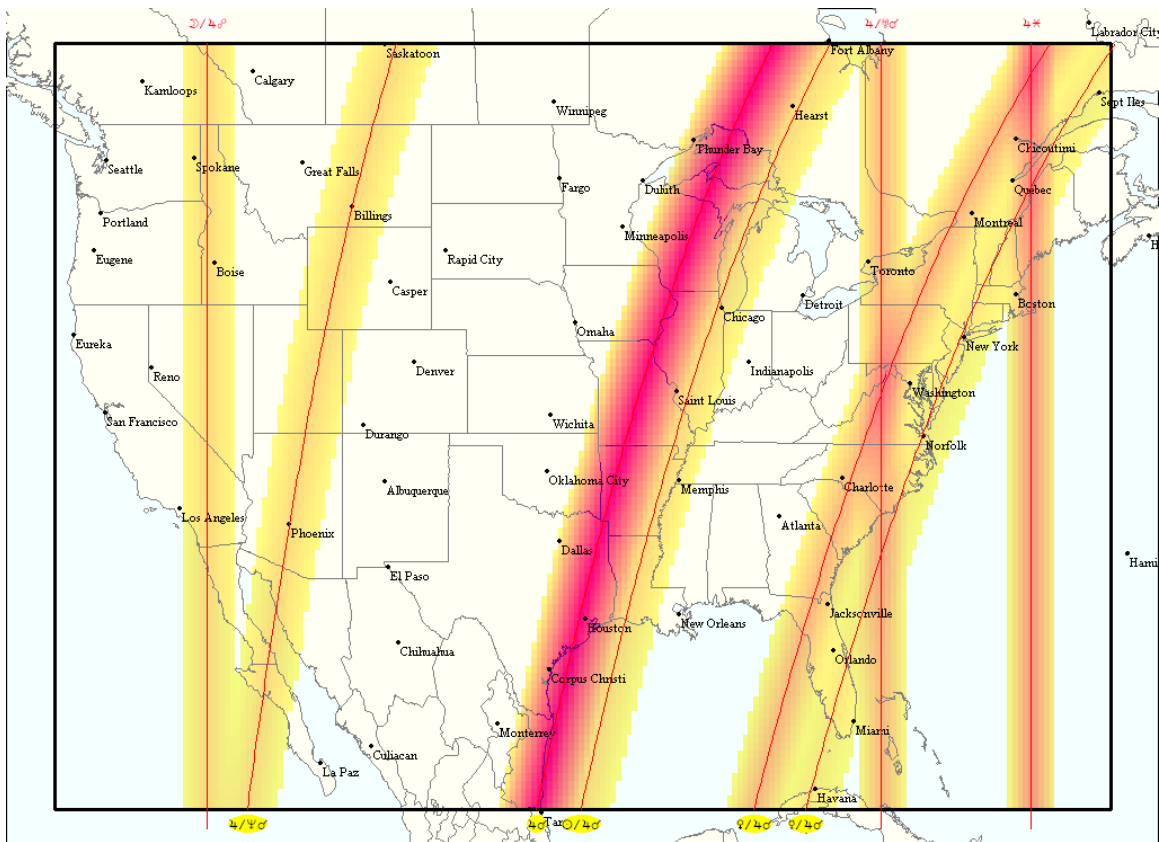 ☽/♃☍
♃/♅☌
♃⚹
Labrador City
Fort Albany
Saskatoon
Calgary
Kamloops
Sept Iles
Winnipeg
Hearst
Chicoutimi
Thunder Bay
Seattle
Spokane
Great Falls
Fargo
Duluth
Quebec
Portland
Billings
Montreal
Minneapolis
H
Eugene
Rapid City
Boise
Toronto
Casper
Detroit
Boston
Chicago
Omaha
Eureka
New York
Reno
Denver
Indianapolis
Washington
Saint Louis
San Francisco
Wichita
Durango
Norfolk
Oklahoma City
Albuquerque
Memphis
Charlotte
Los Angeles
Atlanta
Phoenix
Dallas
Hami
El Paso
Jacksonville
New Orleans
Houston
Chihuahua
Orlando
Corpus Christi
Monterrey
Miami
Culiacan
La Paz
Havana
♃/♆☌
♃☌
Tar
☉/♃☌
♀/♃☌